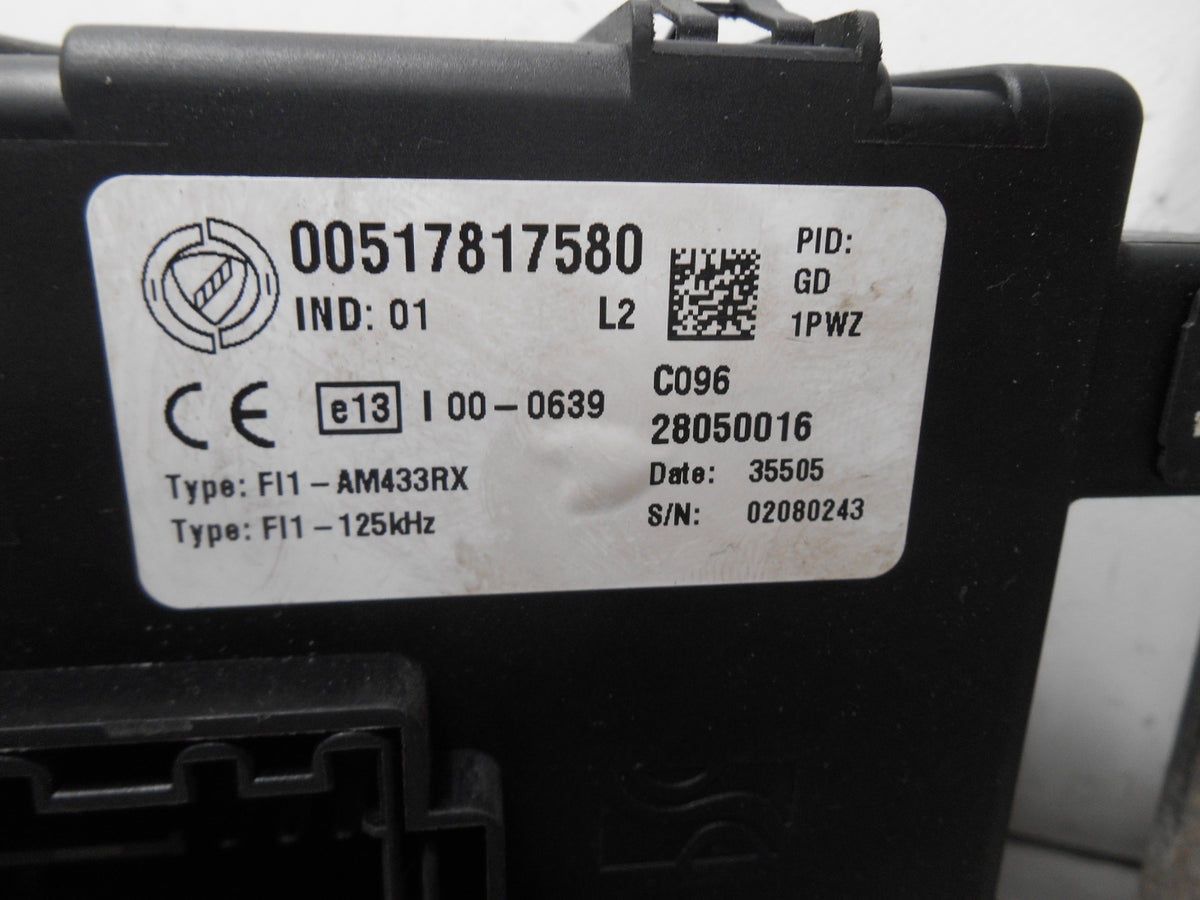 00517817580
IND: 01 L2
PID:
GD
1PWZ
CE e13 I 00-0639
C096
28050016
Type: FI1-AM433RX
Date: 35505
Type: FI1-125kHz
S/N: 02080243